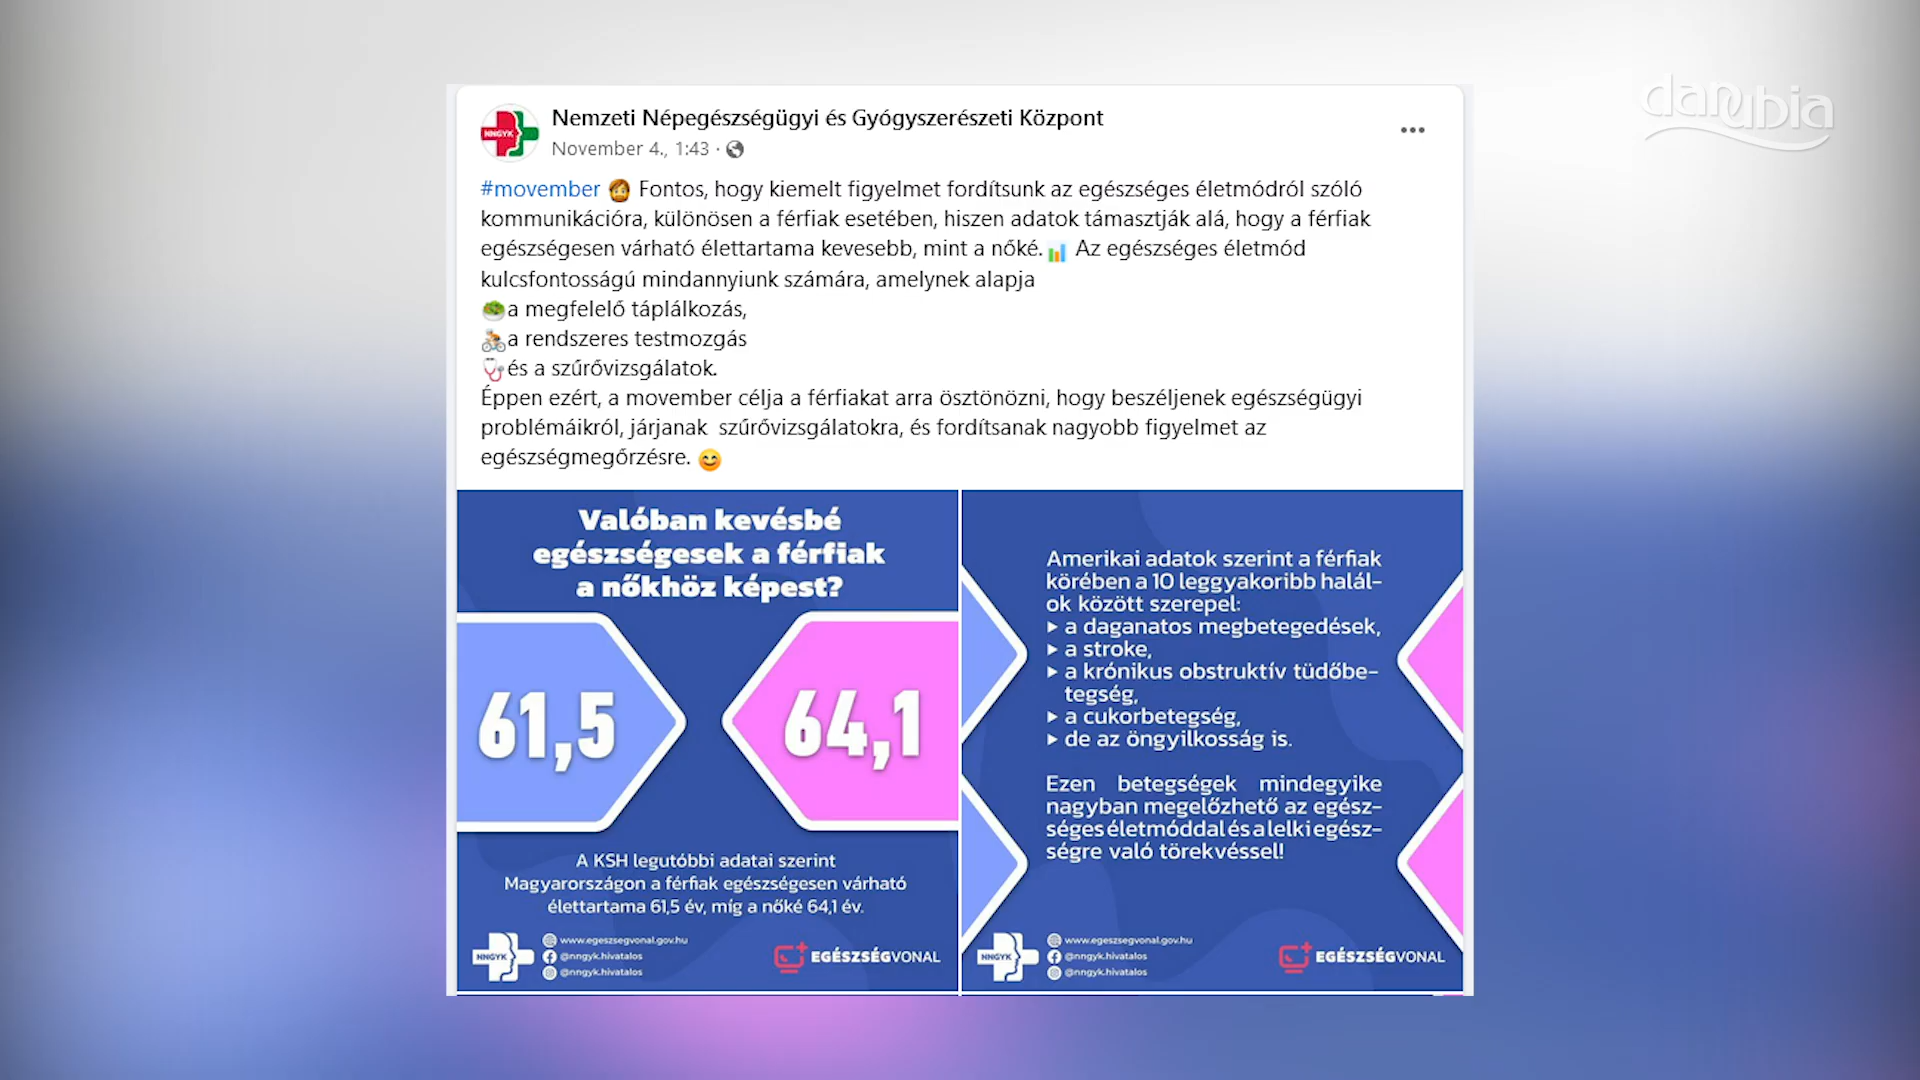 danubia
NNGYK
Nemzeti Népegészségügyi és Gyógyszerészeti Központ
November 4., 1:43 ·
#movember Fontos, hogy kiemelt figyelmet fordítsunk az egészséges életmódról szóló
kommunikációra, különösen a férfiak esetében, hiszen adatok támasztják alá, hogy a férfiak
egészségesen várható élettartama kevesebb, mint a nőké. Az egészséges életmód
kulcsfontosságú mindannyiunk számára, amelynek alapja
a megfelelő táplálkozás,
a rendszeres testmozgás
és a szűrővizsgálatok.
Éppen ezért, a movember célja a férfiakat arra ösztönözni, hogy beszéljenek egészségügyi
problémáikról, járjanak szűrővizsgálatokra, és fordítsanak nagyobb figyelmet az
egészségmegőrzésre.
Valóban kevésbé
egészségesek a férfiak
a nőkhöz képest?
61,5
64,1
A KSH legutóbbi adatai szerint
Magyarországon a férfiak egészségesen várható
élettartama 61,5 év, míg a nőké 64,1 év.
NNGYK
www.egeszsegvonal.gov.hu
@nngyk.hivatalos
@nngyk.hivatalos
EGÉSZSÉGVONAL
Amerikai adatok szerint a férfiak
körében a 10 leggyakoribb halál-
ok között szerepel:
▶ a daganatos megbetegedések,
▶ a stroke,
▶ a krónikus obstruktív tüdőbe-
tegség,
▶ a cukorbetegség,
▶ de az öngyilkosság is.
Ezen betegségek mindegyike
nagyban megelőzhető az egész-
séges életmóddal és a lelki egész-
ségre való törekvéssel!
NNGYK
www.egeszsegvonal.gov.hu
@nngyk.hivatalos
@nngyk.hivatalos
EGÉSZSÉGVONAL